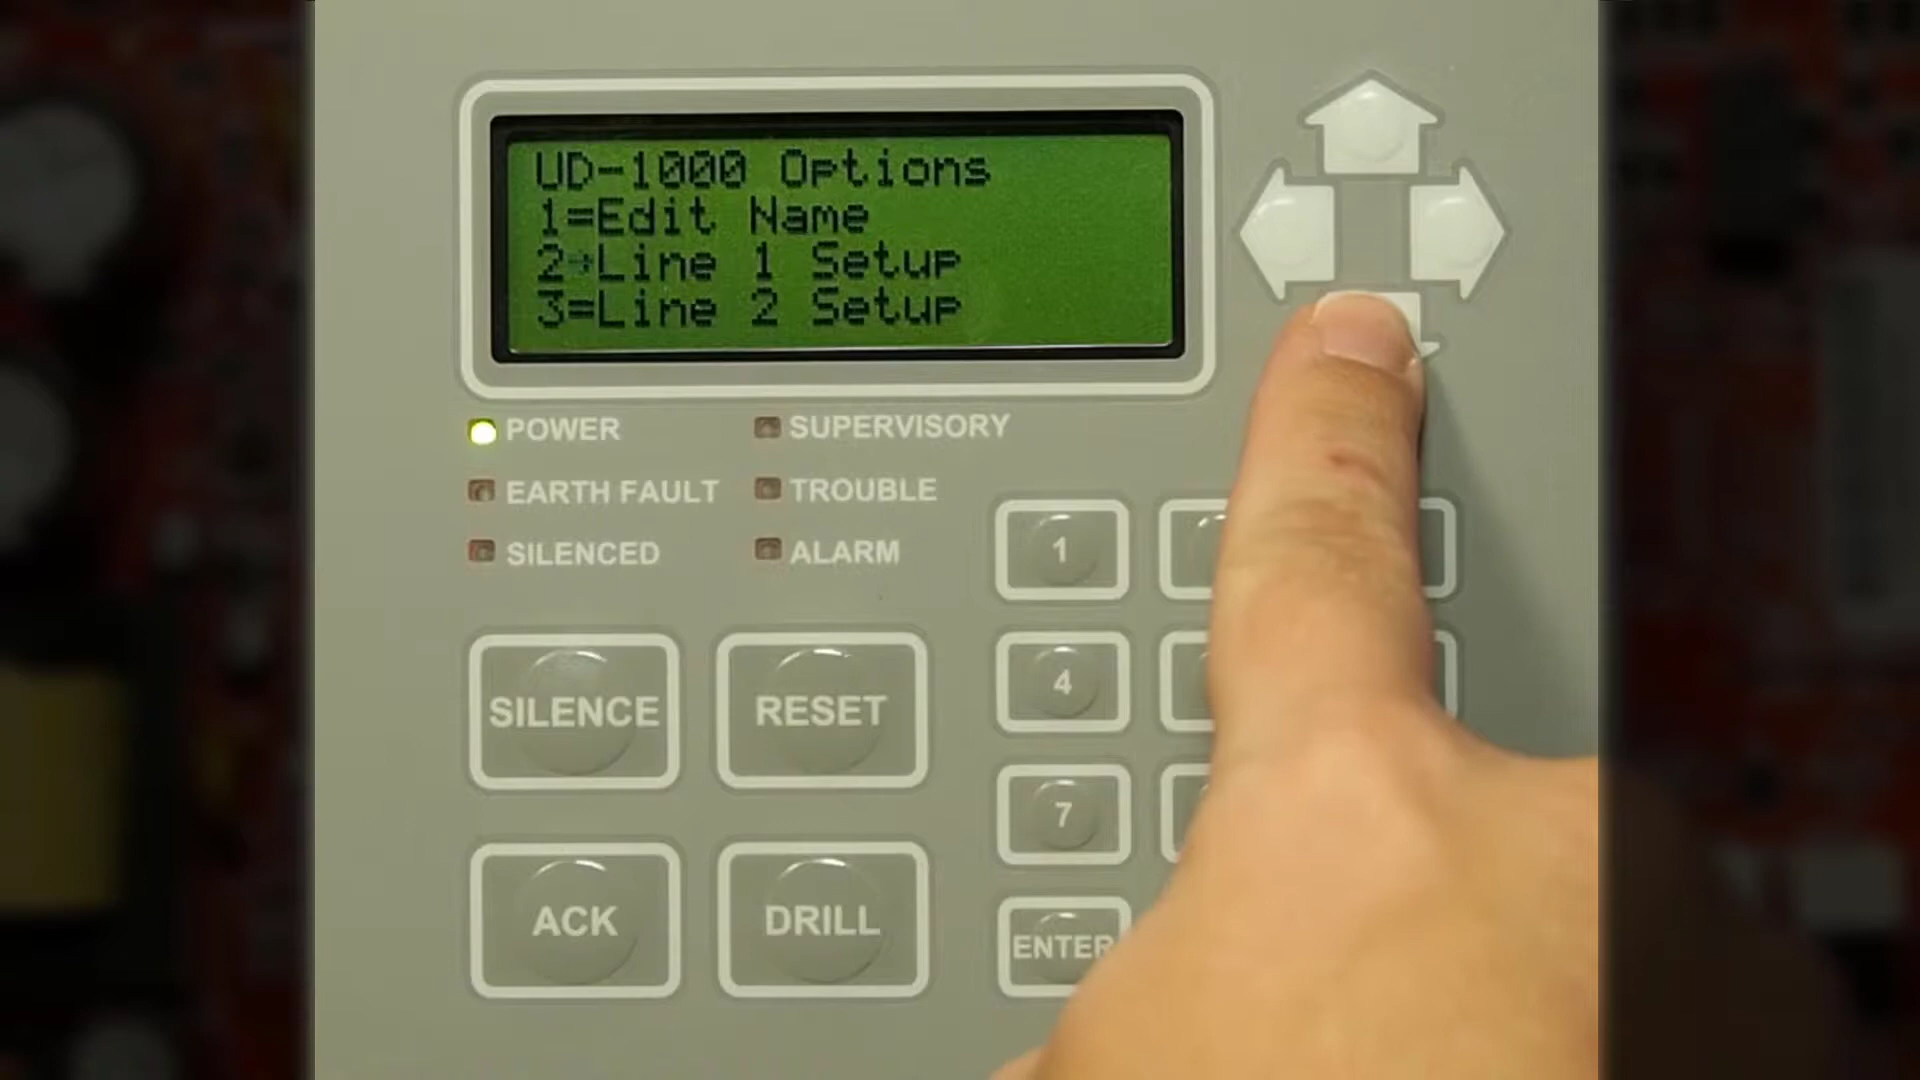 UD-1000 Options
1=Edit Name
2→Line 1 Setup
3=Line 2 Setup
POWER
SUPERVISORY
EARTH FAULT
TROUBLE
SILENCED
ALARM
1
4
7
SILENCE
RESET
ACK
DRILL
ENTER